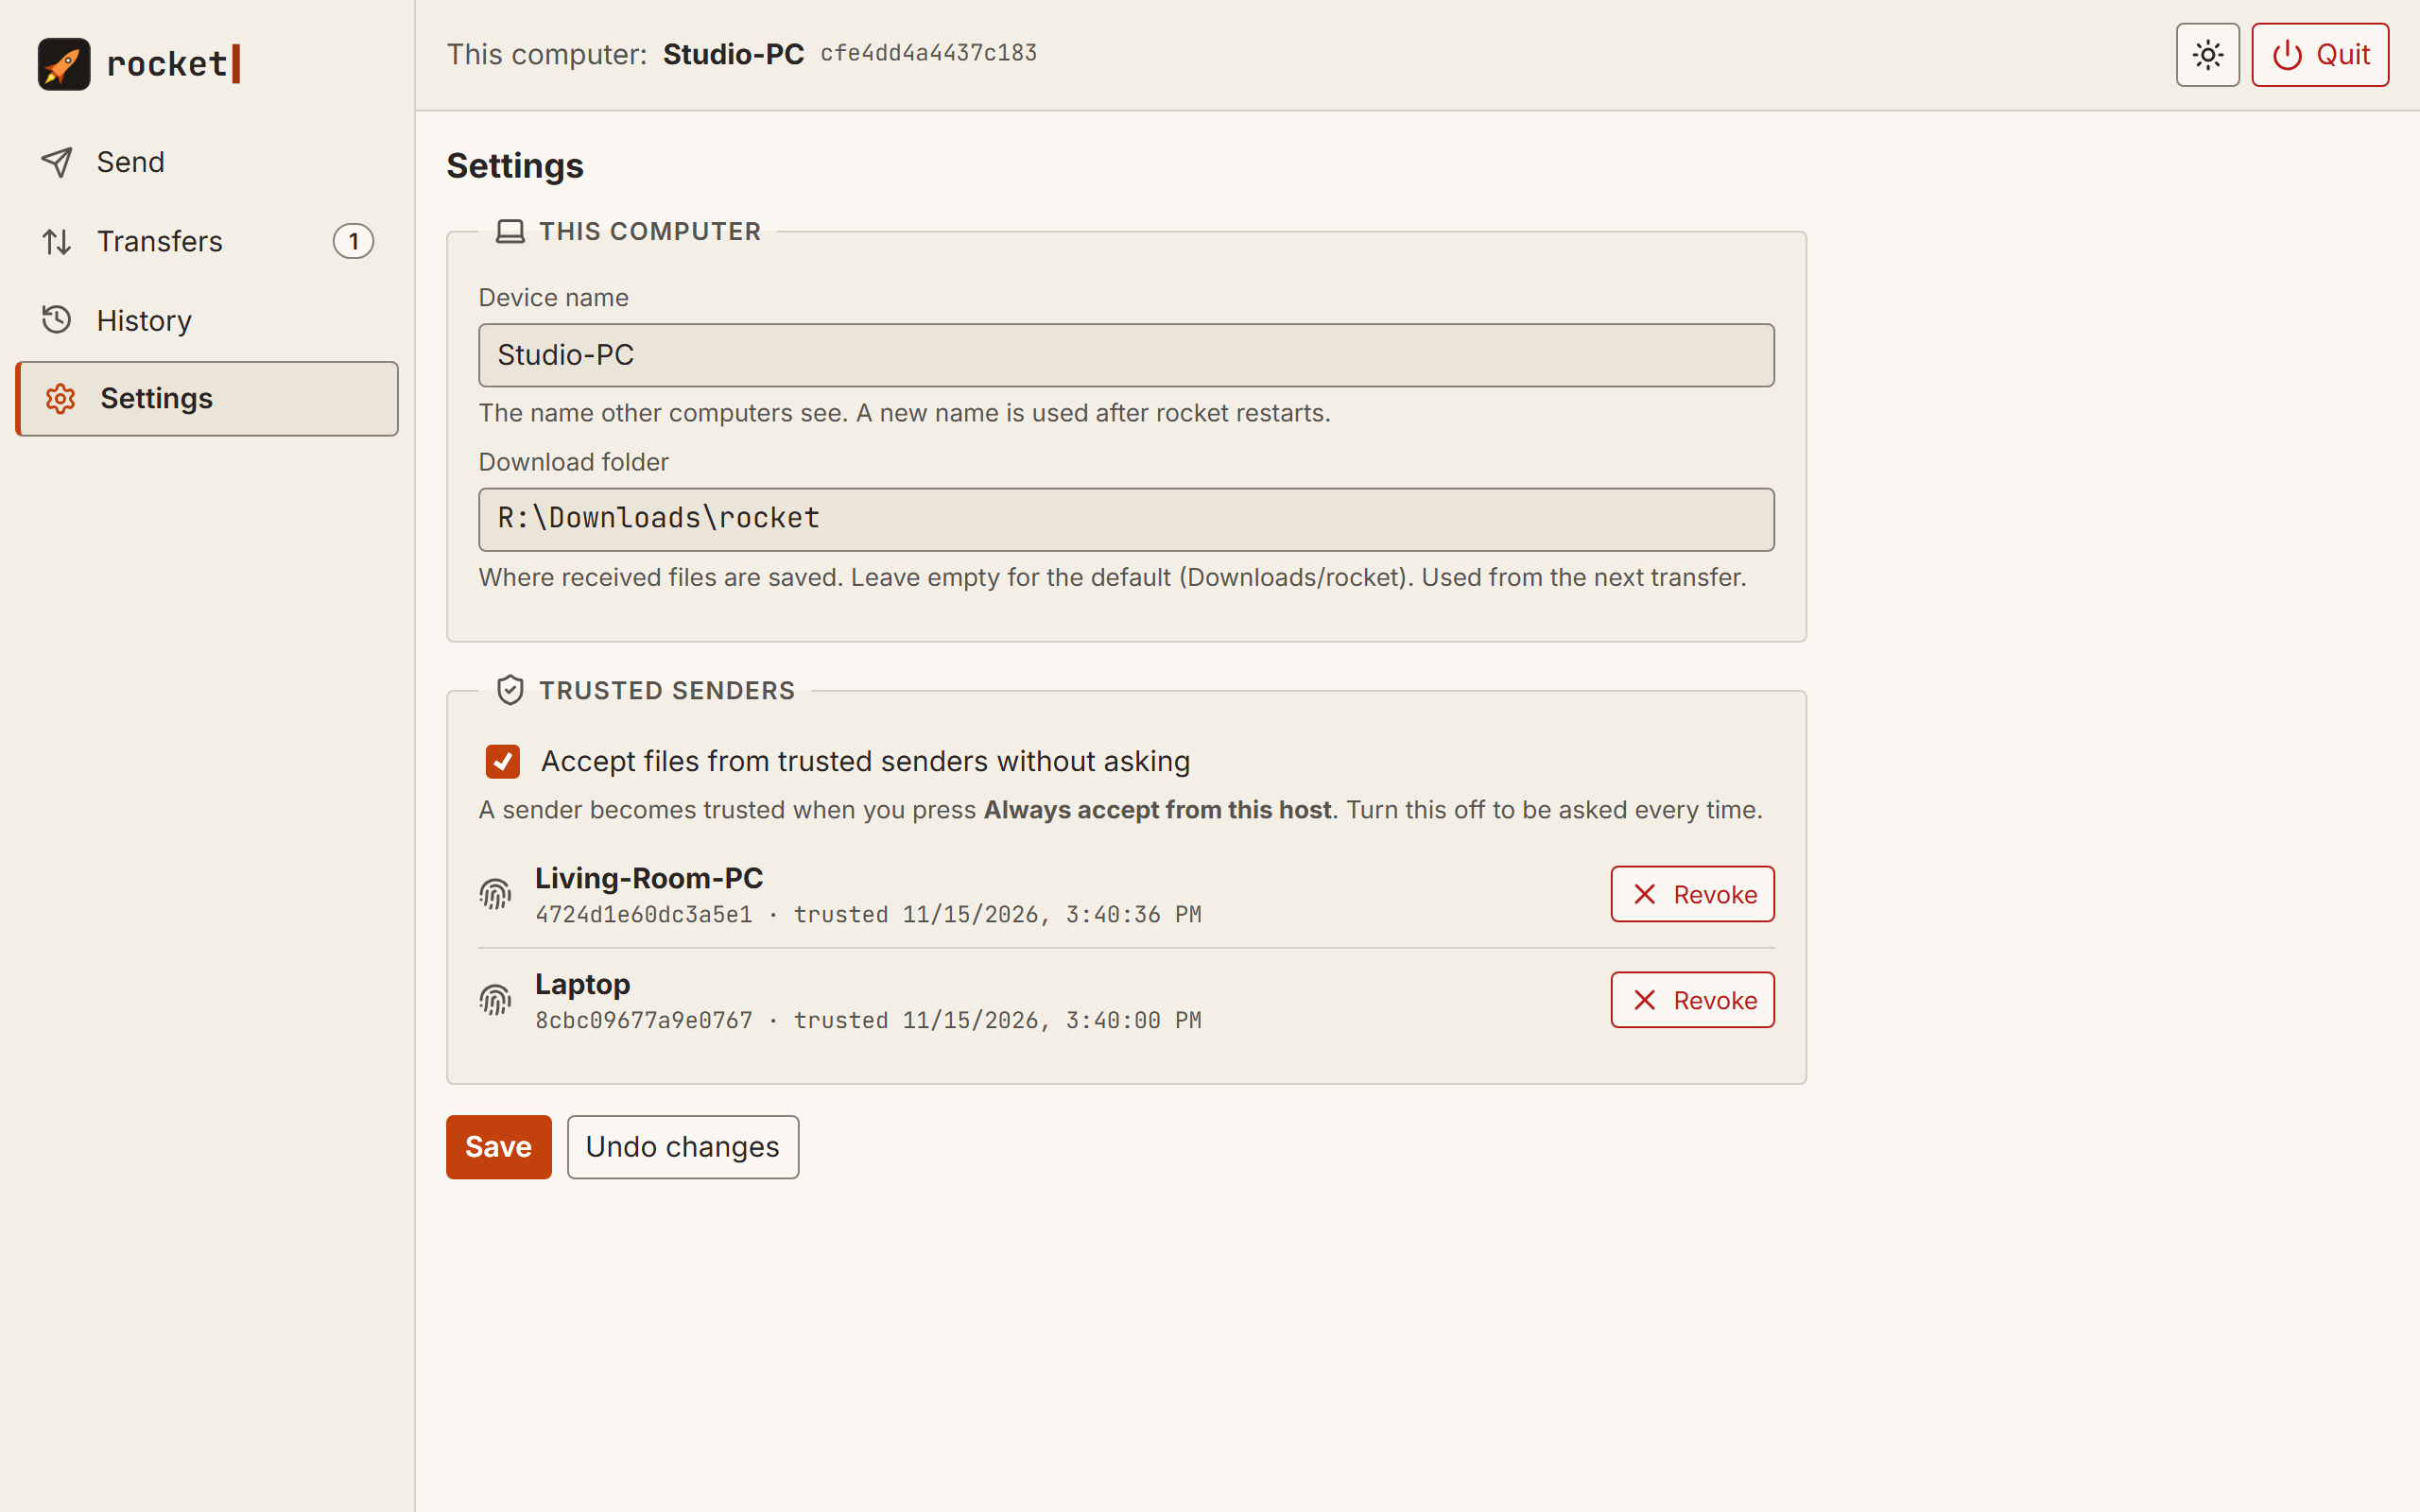 rocket
Send
Transfers 1
History
Settings
This computer: Studio-PC cfe4dd4a4437c183
Quit
Settings
THIS COMPUTER
Device name
Studio-PC
The name other computers see. A new name is used after rocket restarts.
Download folder
R:\Downloads\rocket
Where received files are saved. Leave empty for the default (Downloads/rocket). Used from the next transfer.
TRUSTED SENDERS
Accept files from trusted senders without asking
A sender becomes trusted when you press Always accept from this host. Turn this off to be asked every time.
Living-Room-PC
4724d1e60dc3a5e1 · trusted 11/15/2026, 3:40:36 PM
Revoke
Laptop
8cbc09677a9e0767 · trusted 11/15/2026, 3:40:00 PM
Revoke
Save
Undo changes